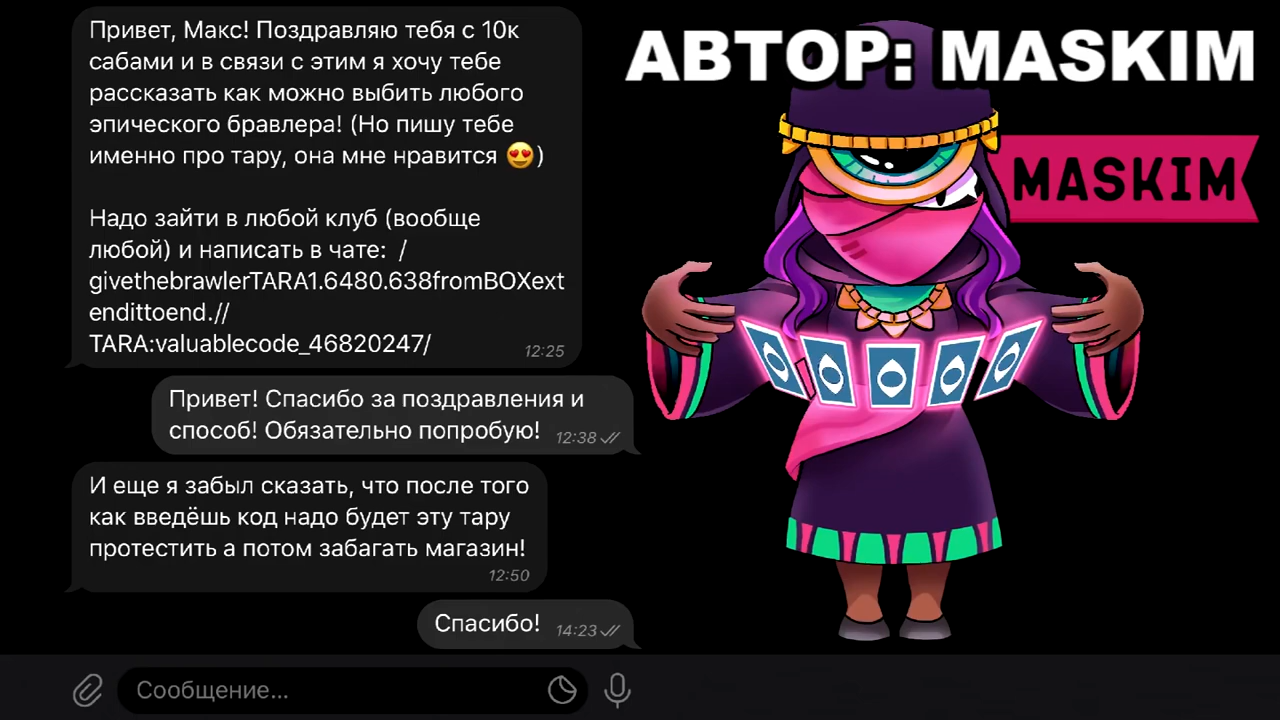 Привет, Макс! Поздравляю тебя с 10к
сабами и в связи с этим я хочу тебе
рассказать как можно выбить любого
эпического бравлера! (Но пишу тебе
именно про тару, она мне нравится 😍)
Надо зайти в любой клуб (вообще
любой) и написать в чате:  /
givethebrawlerTARA1.6480.638fromBOXext
endittoend.//
TARA:valuablecode_46820247/
12:25
Привет! Спасибо за поздравления и
способ! Обязательно попробую!
12:38
И еще я забыл сказать, что после того
как введёшь код надо будет эту тару
протестить а потом забагать магазин!
12:50
Спасибо!
14:23
Сообщение...
АВТОР: MASKIM
MASKIM